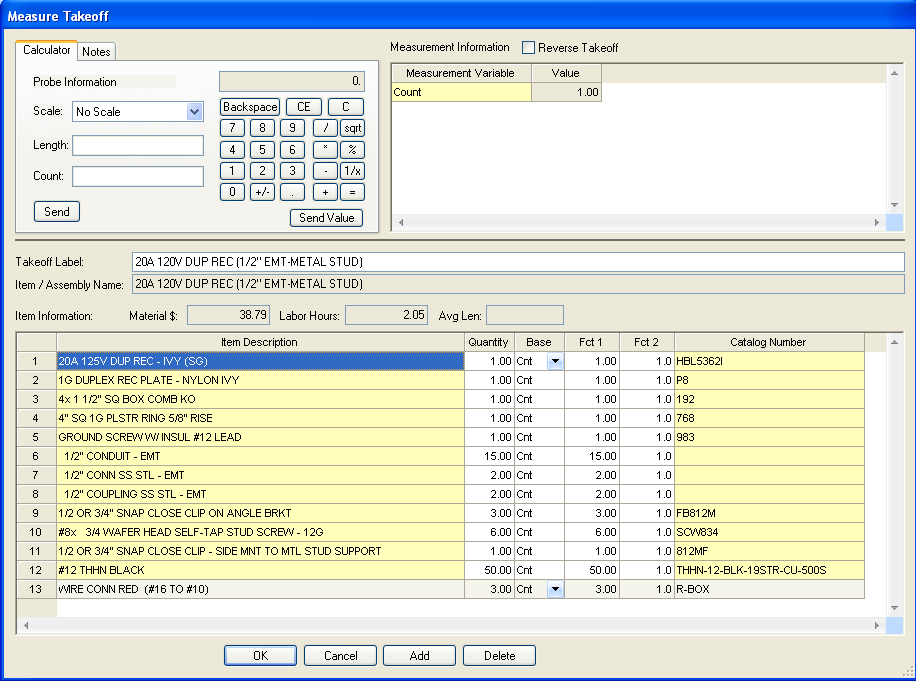 Measure Takeoff
Calculator Notes
Probe Information
Scale: No Scale
Length:
Count:
Send
0.
Backspace CE C
7 8 9 / sqrt
4 5 6 * %
1 2 3 - 1/x
0 +/- . + =
Send Value
Measurement Information Reverse Takeoff
Measurement Variable Value
Count 1.00
Takeoff Label: 20A 120V DUP REC (1/2" EMT-METAL STUD)
Item / Assembly Name: 20A 120V DUP REC (1/2" EMT-METAL STUD)
Item Information: Material $: 38.79 Labor Hours: 2.05 Avg Len:
Item Description Quantity Base Fct 1 Fct 2 Catalog Number
1 20A 125V DUP REC - IVY (SG) 1.00 Cnt 1.00 1.0 HBL5362I
2 1G DUPLEX REC PLATE - NYLON IVY 1.00 Cnt 1.00 1.0 P8
3 4x 1 1/2" SQ BOX COMB KO 1.00 Cnt 1.00 1.0 192
4 4" SQ 1G PLSTR RING 5/8" RISE 1.00 Cnt 1.00 1.0 768
5 GROUND SCREW W/ INSUL #12 LEAD 1.00 Cnt 1.00 1.0 983
6 1/2" CONDUIT - EMT 15.00 Cnt 15.00 1.0
7 1/2" CONN SS STL - EMT 2.00 Cnt 2.00 1.0
8 1/2" COUPLING SS STL - EMT 2.00 Cnt 2.00 1.0
9 1/2 OR 3/4" SNAP CLOSE CLIP ON ANGLE BRKT 3.00 Cnt 3.00 1.0 FB812M
10 #8x 3/4 WAFER HEAD SELF-TAP STUD SCREW - 12G 6.00 Cnt 6.00 1.0 SCW834
11 1/2 OR 3/4" SNAP CLOSE CLIP - SIDE MNT TO MTL STUD SUPPORT 1.00 Cnt 1.00 1.0 812MF
12 #12 THHN BLACK 50.00 Cnt 50.00 1.0 THHN-12-BLK-19STR-CU-500S
13 WIRE CONN RED (#16 TO #10) 3.00 Cnt 3.00 1.0 R-BOX
OK Cancel Add Delete